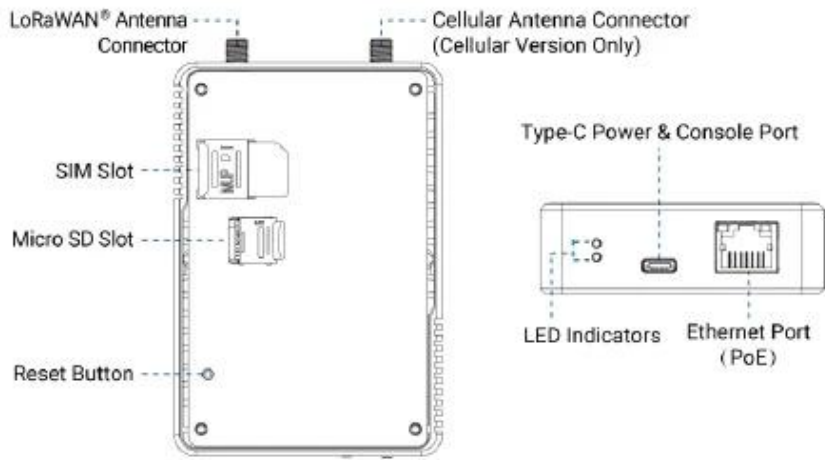 LoRaWAN® Antenna
Connector
Cellular Antenna Connector
(Cellular Version Only)
SIM Slot
Micro SD Slot
Reset Button
Type-C Power & Console Port
LED Indicators
Ethernet Port
(PoE)